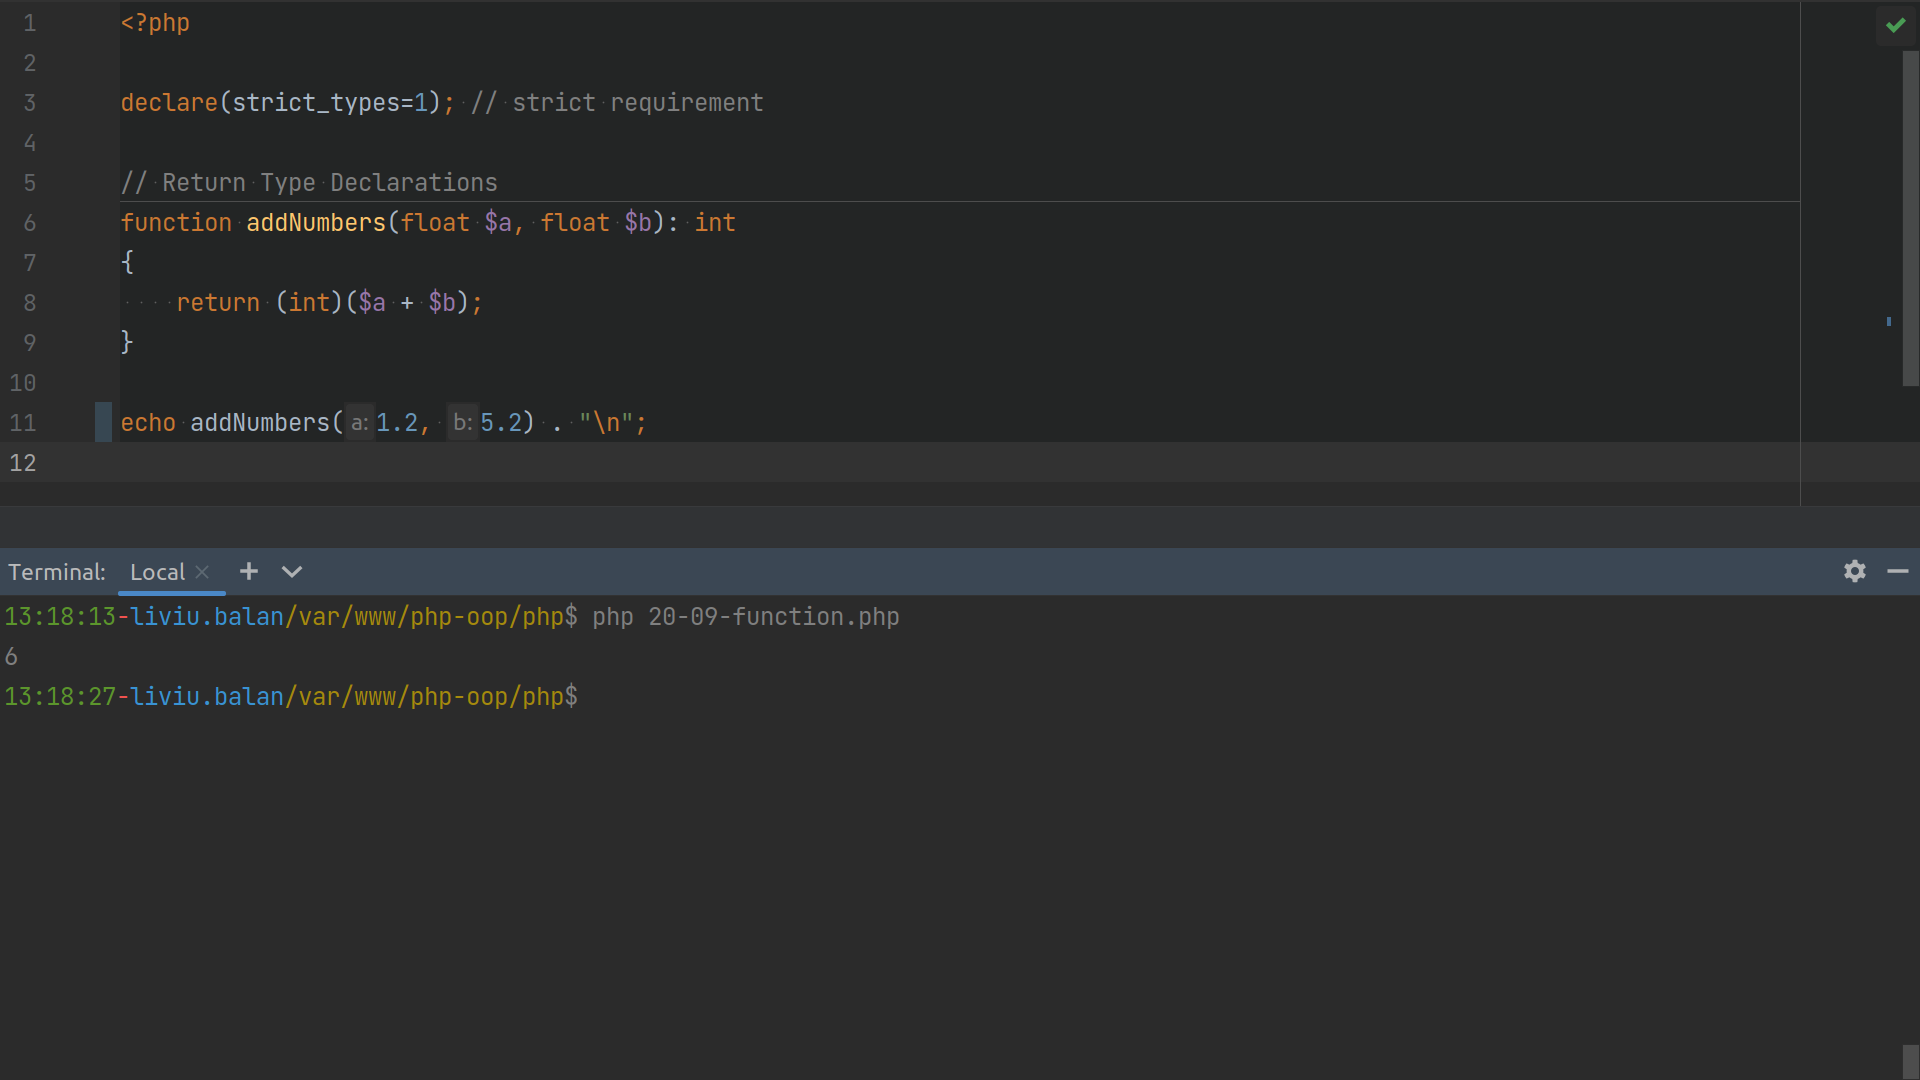 1 <?php
2
3 declare(strict_types=1); // strict requirement
4
5 // Return Type Declarations
6 function addNumbers(float $a, float $b): int
7 {
8     return (int)($a + $b);
9 }
10
11 echo addNumbers( a: 1.2, b: 5.2) . "\n";
12
Terminal: Local
13:18:13-liviu.balan/var/www/php-oop/php$ php 20-09-function.php
6
13:18:27-liviu.balan/var/www/php-oop/php$